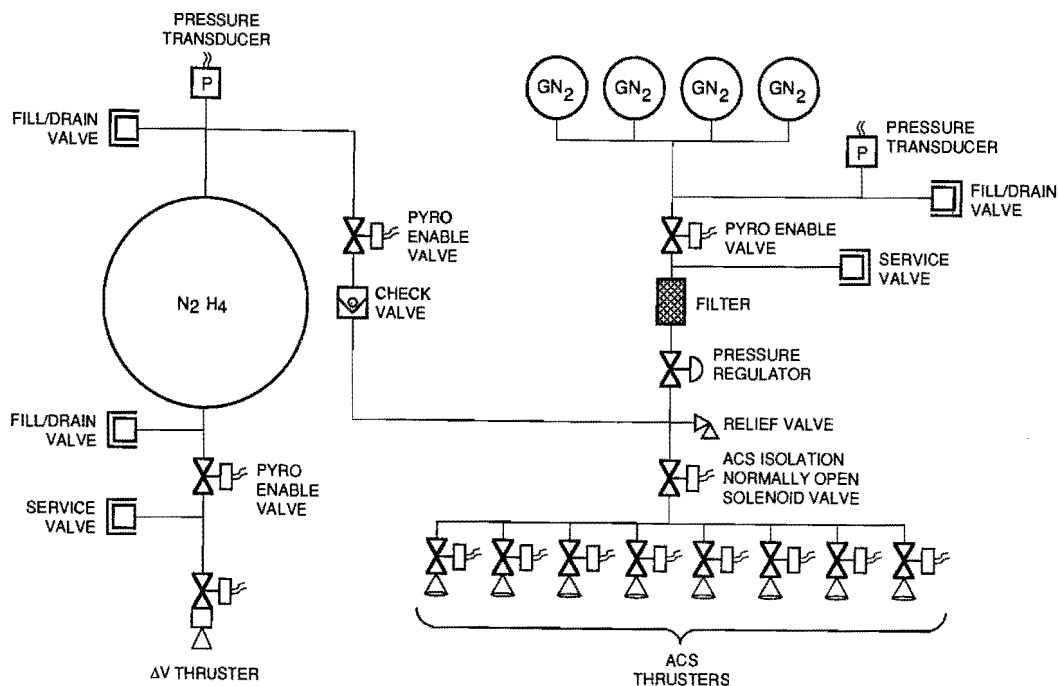 PRESSURE
TRANSDUCER
P
FILL/DRAIN
VALVE
N2 H4
PYRO
ENABLE
VALVE
CHECK
VALVE
FILL/DRAIN
VALVE
PYRO
ENABLE
VALVE
SERVICE
VALVE
ΔV THRUSTER
GN2
GN2
GN2
GN2
PRESSURE
TRANSDUCER
P
FILL/DRAIN
VALVE
PYRO ENABLE
VALVE
SERVICE
VALVE
FILTER
PRESSURE
REGULATOR
RELIEF VALVE
ACS ISOLATION
NORMALLY OPEN
SOLENOID VALVE
ACS
THRUSTERS